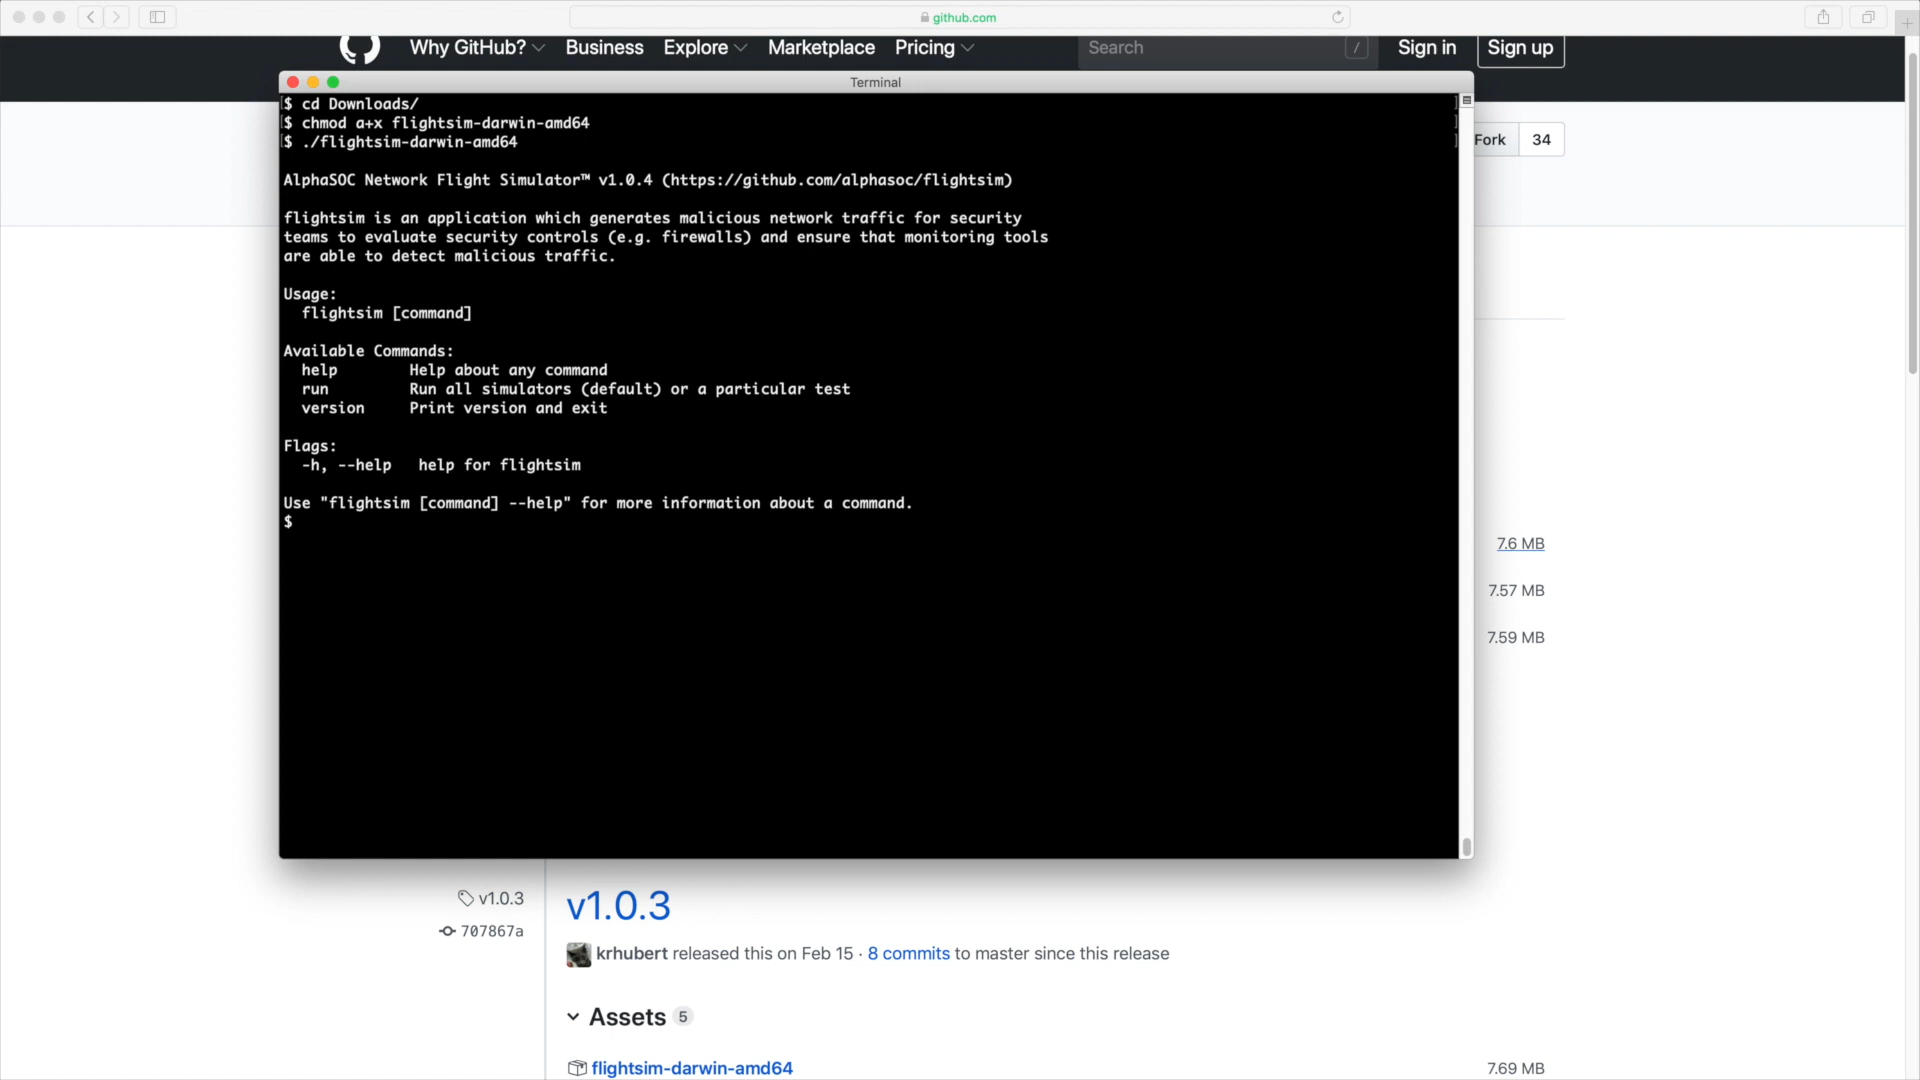 github.com
Why GitHub? Business Explore Marketplace Pricing Search / Sign in Sign up
Terminal
$ cd Downloads/
$ chmod a+x flightsim-darwin-amd64
$ ./flightsim-darwin-amd64
Fork 34
AlphaSOC Network Flight Simulator™ v1.0.4 (https://github.com/alphasoc/flightsim)
flightsim is an application which generates malicious network traffic for security
teams to evaluate security controls (e.g. firewalls) and ensure that monitoring tools
are able to detect malicious traffic.
Usage:
flightsim [command]
Available Commands:
help Help about any command
run Run all simulators (default) or a particular test
version Print version and exit
Flags:
-h, --help help for flightsim
Use "flightsim [command] --help" for more information about a command.
$
7.6 MB
7.57 MB
7.59 MB
v1.0.3
707867a
v1.0.3
krhubert released this on Feb 15 · 8 commits to master since this release
Assets 5
flightsim-darwin-amd64 7.69 MB